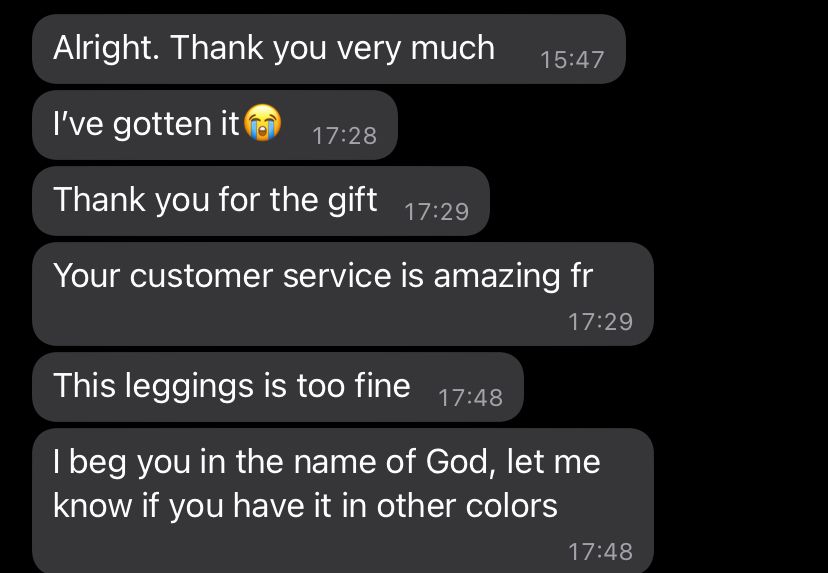 Alright. Thank you very much 15:47
I’ve gotten it😭 17:28
Thank you for the gift 17:29
Your customer service is amazing fr
17:29
This leggings is too fine 17:48
I beg you in the name of God, let me
know if you have it in other colors
17:48